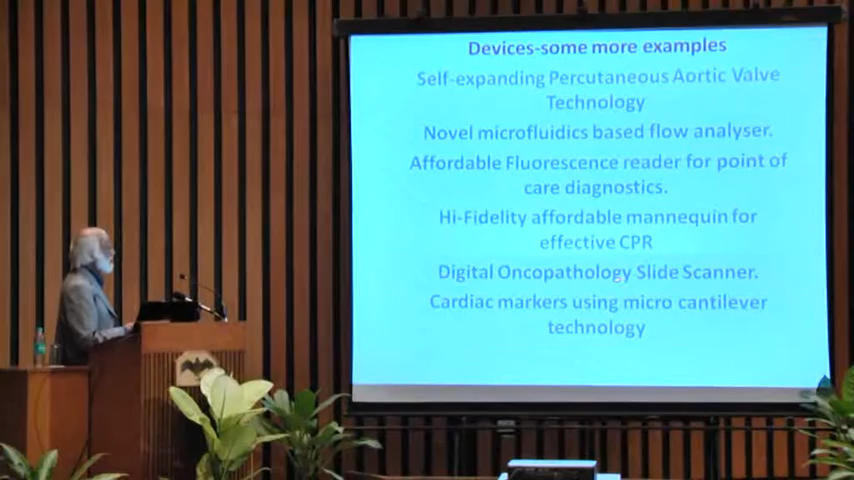 Devices-some more examples
Self-expanding Percutaneous Aortic Valve
Technology
Novel microfluidics based flow analyser.
Affordable Fluorescence reader for point of
care diagnostics.
Hi-Fidelity affordable mannequin for
effective CPR
Digital Oncopathology Slide Scanner.
Cardiac markers using micro cantilever
technology